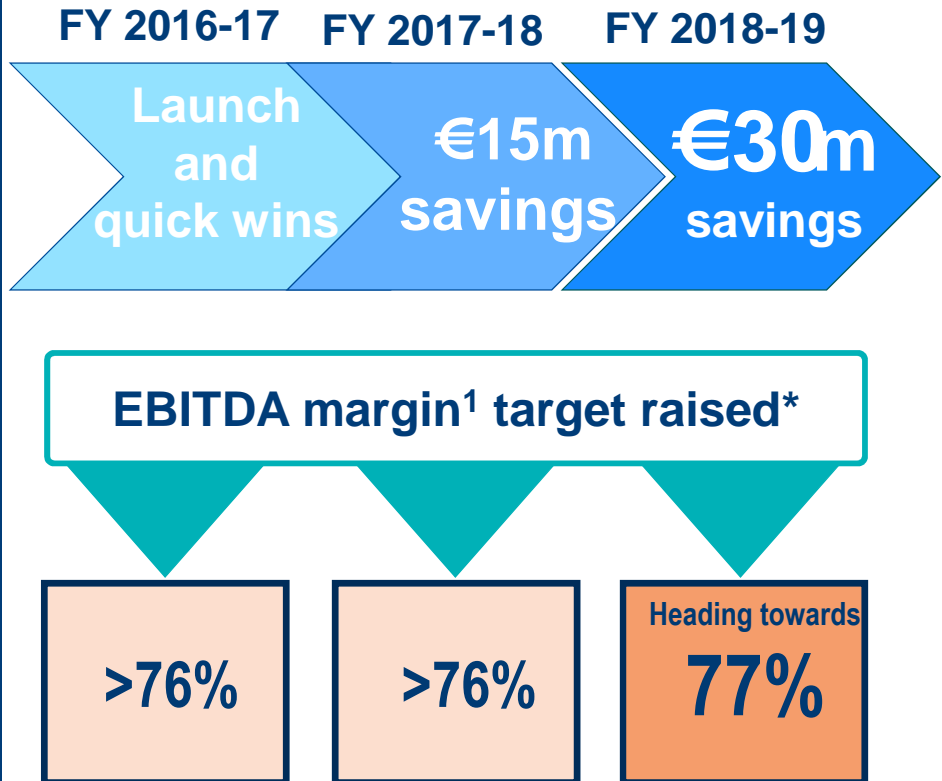 FY 2016-17 FY 2017-18 FY 2018-19
Launch
and
quick wins
€15m
savings
€30m
savings
EBITDA margin¹ target raised*
>76%
>76%
Heading towards
77%